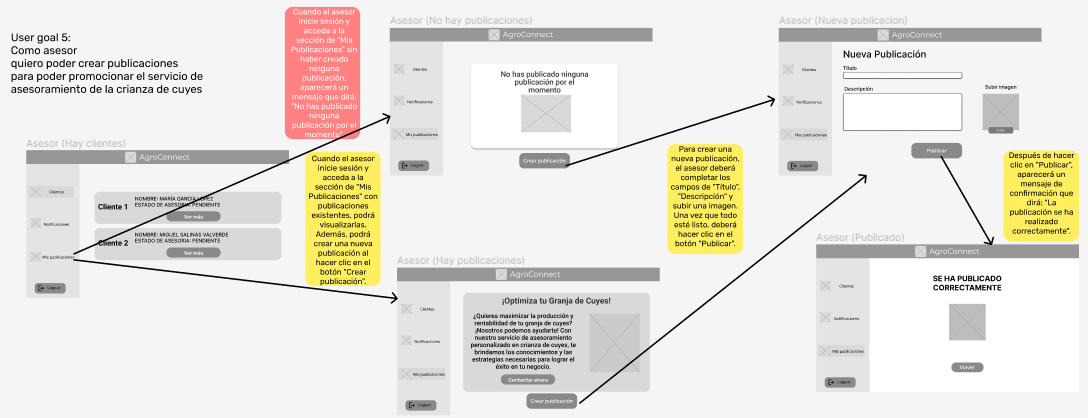 User goal 5:
Como asesor
quiero poder crear publicaciones
para poder promocionar el servicio de
asesoramiento de la crianza de cuyes
Cuando el asesor
inicie sesión y
acceda a la
sección de "Mis
Publicaciones" sin
haber creado
ninguna
publicación,
aparecerá un
mensaje que dirá:
"No has publicado
ninguna
publicación por el
momento".
Asesor (No hay publicaciones)
AgroConnect
Clientes
Notificaciones
Mis publicaciones
Logout
No has publicado ninguna
publicación por el
momento
Crear publicación
Asesor (Nueva publicacion)
AgroConnect
Clientes
Notificaciones
Mis publicaciones
Logout
Nueva Publicación
Título
Descripción
Subir imagen
Subir
Publicar
Asesor (Hay clientes)
AgroConnect
Clientes
Notificaciones
Mis publicaciones
Logout
Cliente 1
NOMBRE: MARÍA GARCÍA LÓPEZ
ESTADO DE ASESORIA: PENDIENTE
Ver más
Cliente 2
NOMBRE: MIGUEL SALINAS VALVERDE
ESTADO DE ASESORIA: PENDIENTE
Ver más
Cuando el asesor
inicie sesión y
acceda a la
sección de "Mis
Publicaciones" con
publicaciones
existentes, podrá
visualizarlas.
Además, podrá
crear una nueva
publicación al
hacer clic en el
botón "Crear
publicación".
Para crear una
nueva publicación,
el asesor deberá
completar los
campos de "Título",
"Descripción" y
subir una imagen.
Una vez que todo
esté listo, deberá
hacer clic en el
botón "Publicar".
Después de hacer
clic en "Publicar",
aparecerá un
mensaje de
confirmación que
dirá: "La
publicación se ha
realizado
correctamente".
Asesor (Hay publicaciones)
AgroConnect
Clientes
Notificaciones
Mis publicaciones
Logout
¡Optimiza tu Granja de Cuyes!
¿Quieres maximizar la producción y
rentabilidad de tu granja de cuyes?
¡Nosotros podemos ayudarte! Con
nuestro servicio de asesoramiento
personalizado en crianza de cuyes, te
brindamos los conocimientos y las
estrategias necesarias para lograr el
éxito en tu negocio.
Contactar ahora
Crear publicación
Asesor (Publicado)
AgroConnect
Clientes
Notificaciones
Mis publicaciones
Logout
SE HA PUBLICADO
CORRECTAMENTE
Volver